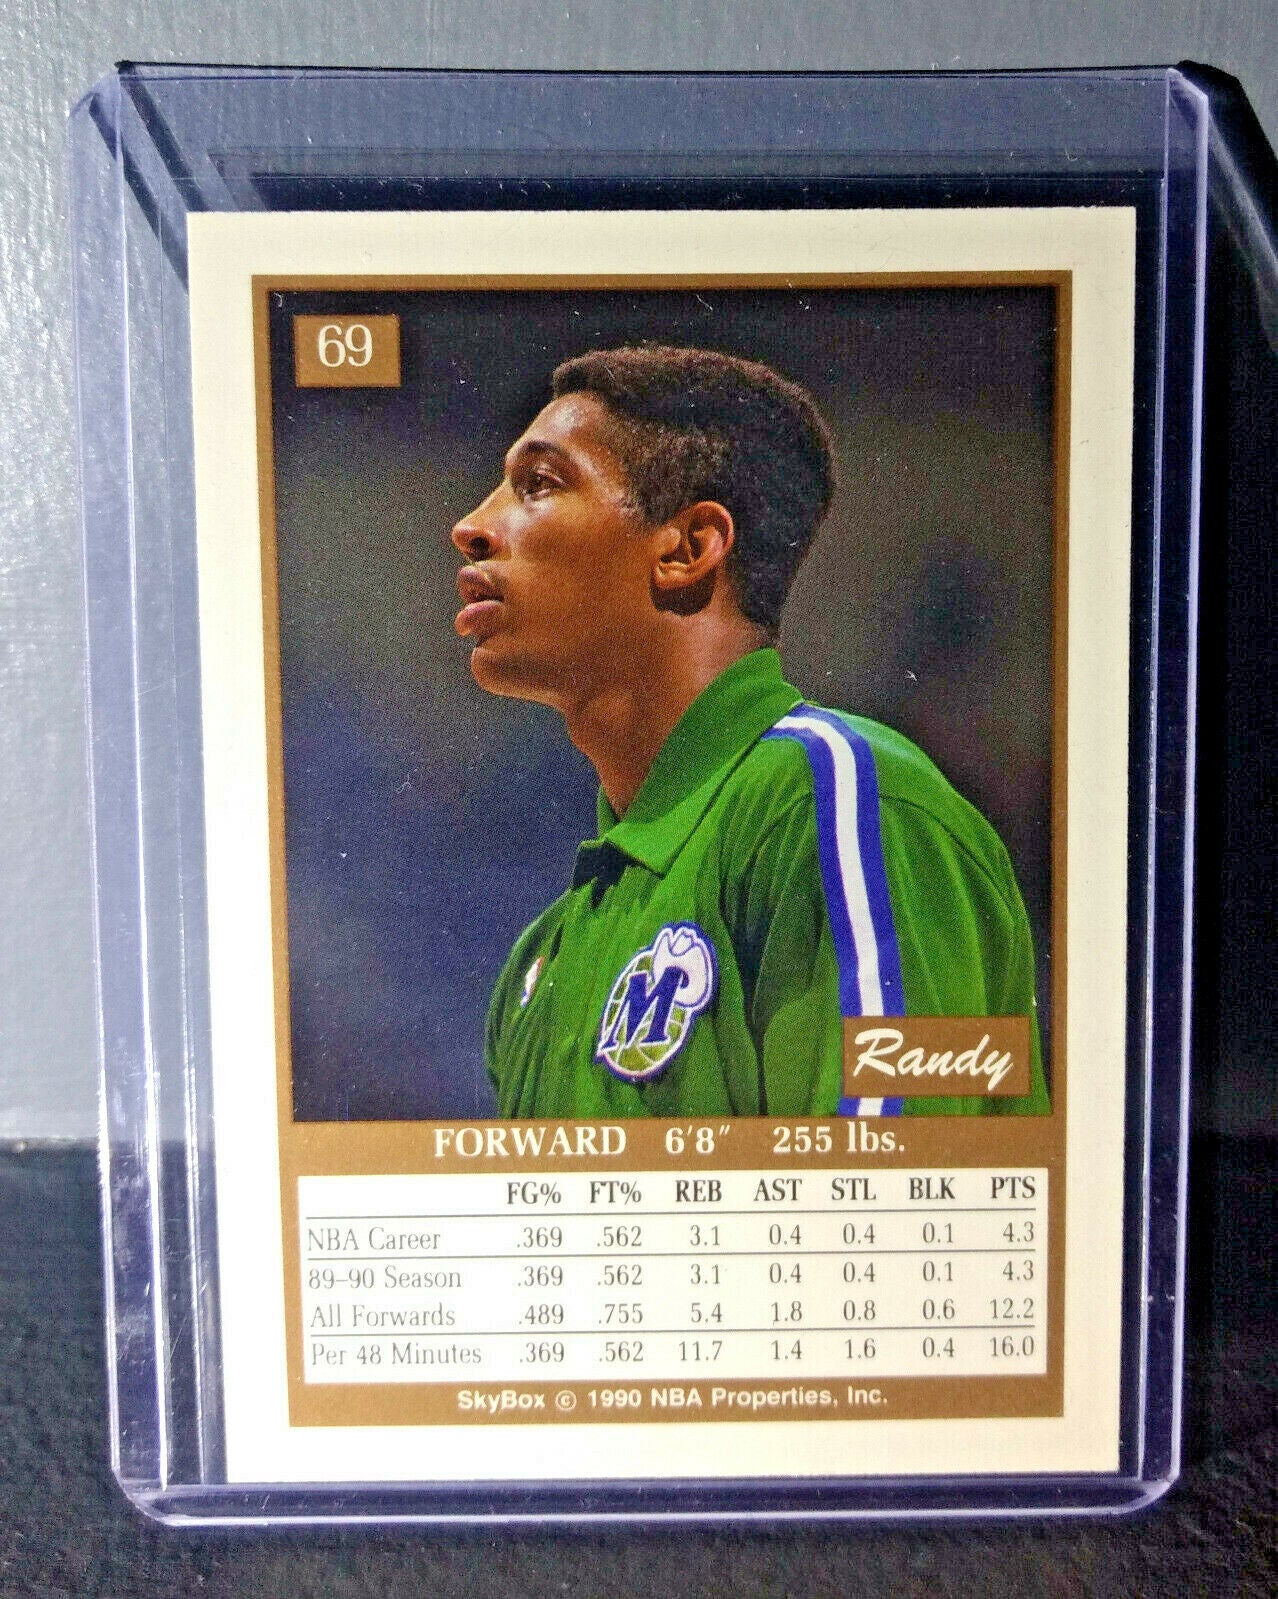 69
M
Randy
FORWARD 6'8" 255 lbs.
FG% FT% REB AST STL BLK PTS
NBA Career .369 .562 3.1 0.4 0.4 0.1 4.3
89–90 Season .369 .562 3.1 0.4 0.4 0.1 4.3
All Forwards .489 .755 5.4 1.8 0.8 0.6 12.2
Per 48 Minutes .369 .562 11.7 1.4 1.6 0.4 16.0
SkyBox © 1990 NBA Properties, Inc.